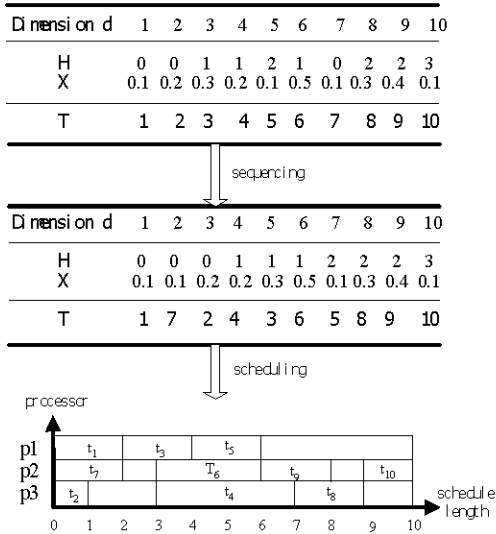 Dimension d 1 2 3 4 5 6 7 8 9 10
H 0 0 1 1 2 1 0 2 2 3
X 0.1 0.2 0.3 0.2 0.1 0.5 0.1 0.3 0.4 0.1
T 1 2 3 4 5 6 7 8 9 10
sequencing
Dimension d 1 2 3 4 5 6 7 8 9 10
H 0 0 0 1 1 1 2 2 2 3
X 0.1 0.1 0.2 0.2 0.3 0.5 0.1 0.3 0.4 0.1
T 1 7 2 4 3 6 5 8 9 10
scheduling
processor
p1 t1 t3 t5
p2 t7 T6 t9 t10
p3 t2 t4 t8
schedule
length
0 1 2 3 4 5 6 7 8 9 10